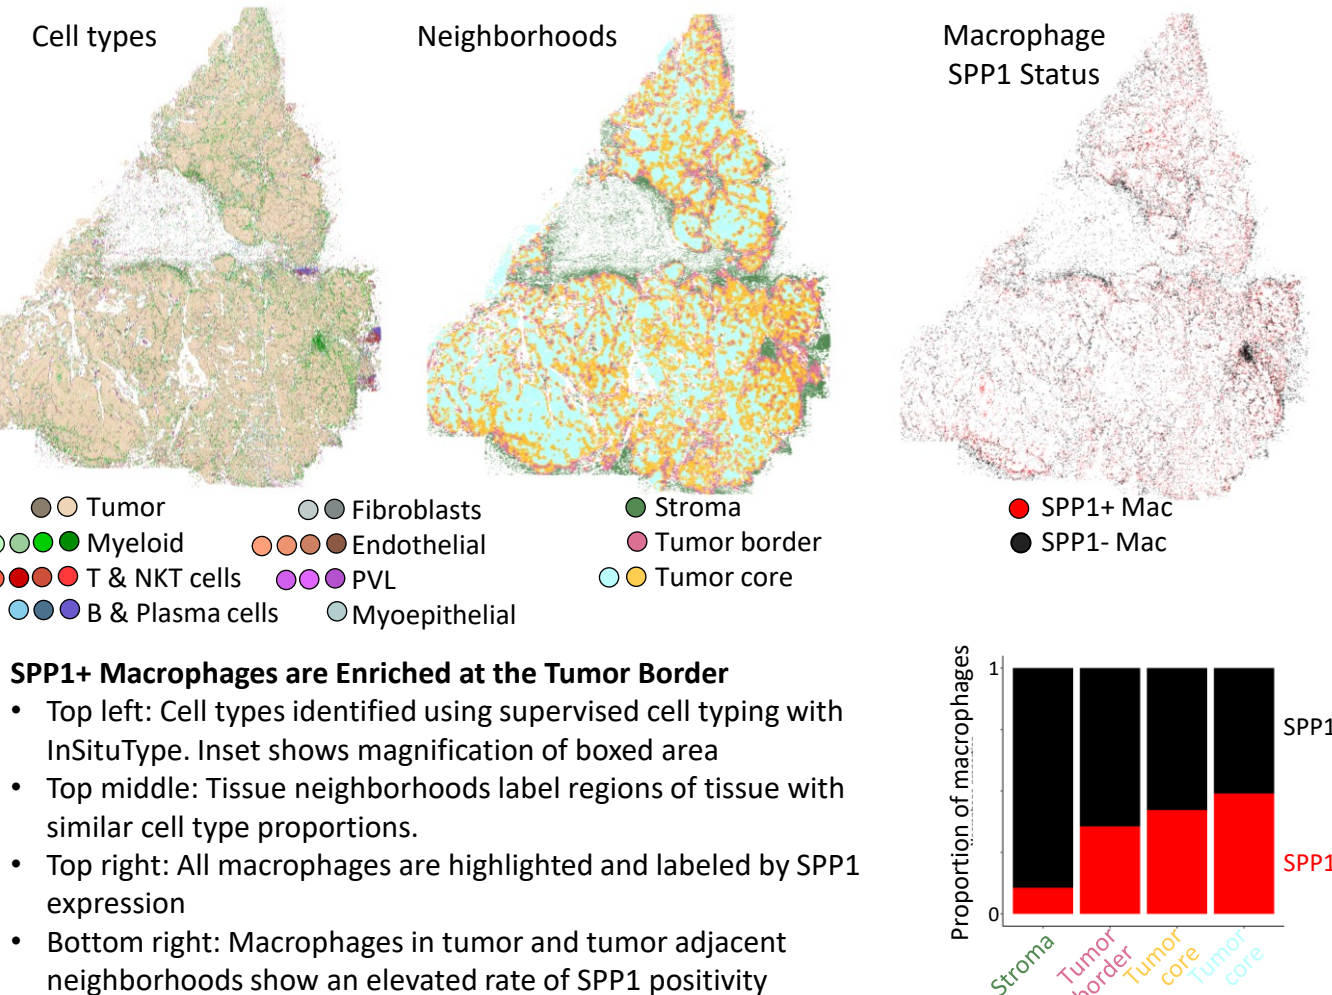 Cell types
Neighborhoods
Macrophage
SPP1 Status
Tumor
Myeloid
T & NKT cells
B & Plasma cells
Fibroblasts
Endothelial
PVL
Myoepithelial
Stroma
Tumor border
Tumor core
SPP1+ Mac
SPP1- Mac
SPP1+ Macrophages are Enriched at the Tumor Border
• Top left: Cell types identified using supervised cell typing with
InSituType. Inset shows magnification of boxed area
• Top middle: Tissue neighborhoods label regions of tissue with
similar cell type proportions.
• Top right: All macrophages are highlighted and labeled by SPP1
expression
• Bottom right: Macrophages in tumor and tumor adjacent
neighborhoods show an elevated rate of SPP1 positivity
Proportion of macrophages
1
0
SPP1
SPP1
Stroma
Tumor
border
Tumor
core
Tumor
core